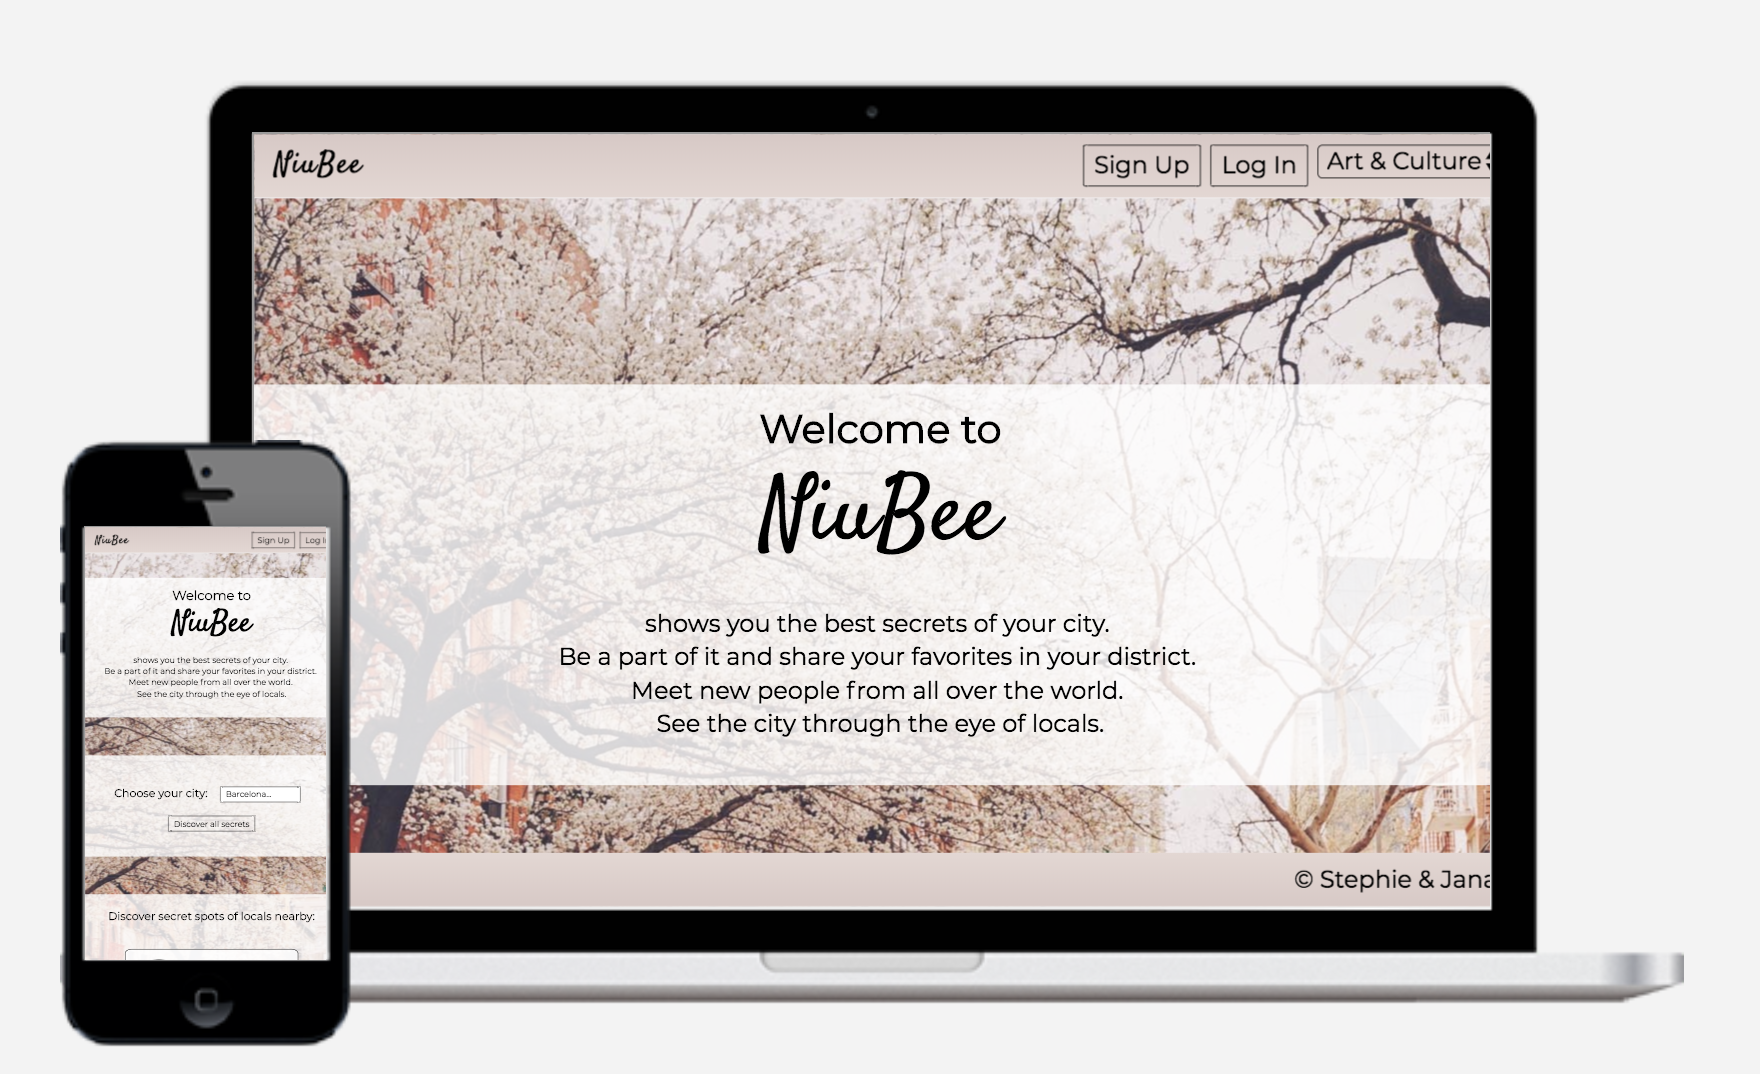 NiuBee
Sign Up
Log In
Art & Culture
Welcome to
NiuBee
shows you the best secrets of your city.
Be a part of it and share your favorites in your district.
Meet new people from all over the world.
See the city through the eye of locals.
© Stephie & Jana
NiuBee
Sign Up
Log I
Welcome to
NiuBee
shows you the best secrets of your city.
Be a part of it and share your favorites in your district.
Meet new people from all over the world.
See the city through the eye of locals.
Choose your city:
Barcelona...
Discover all secrets
Discover secret spots of locals nearby: